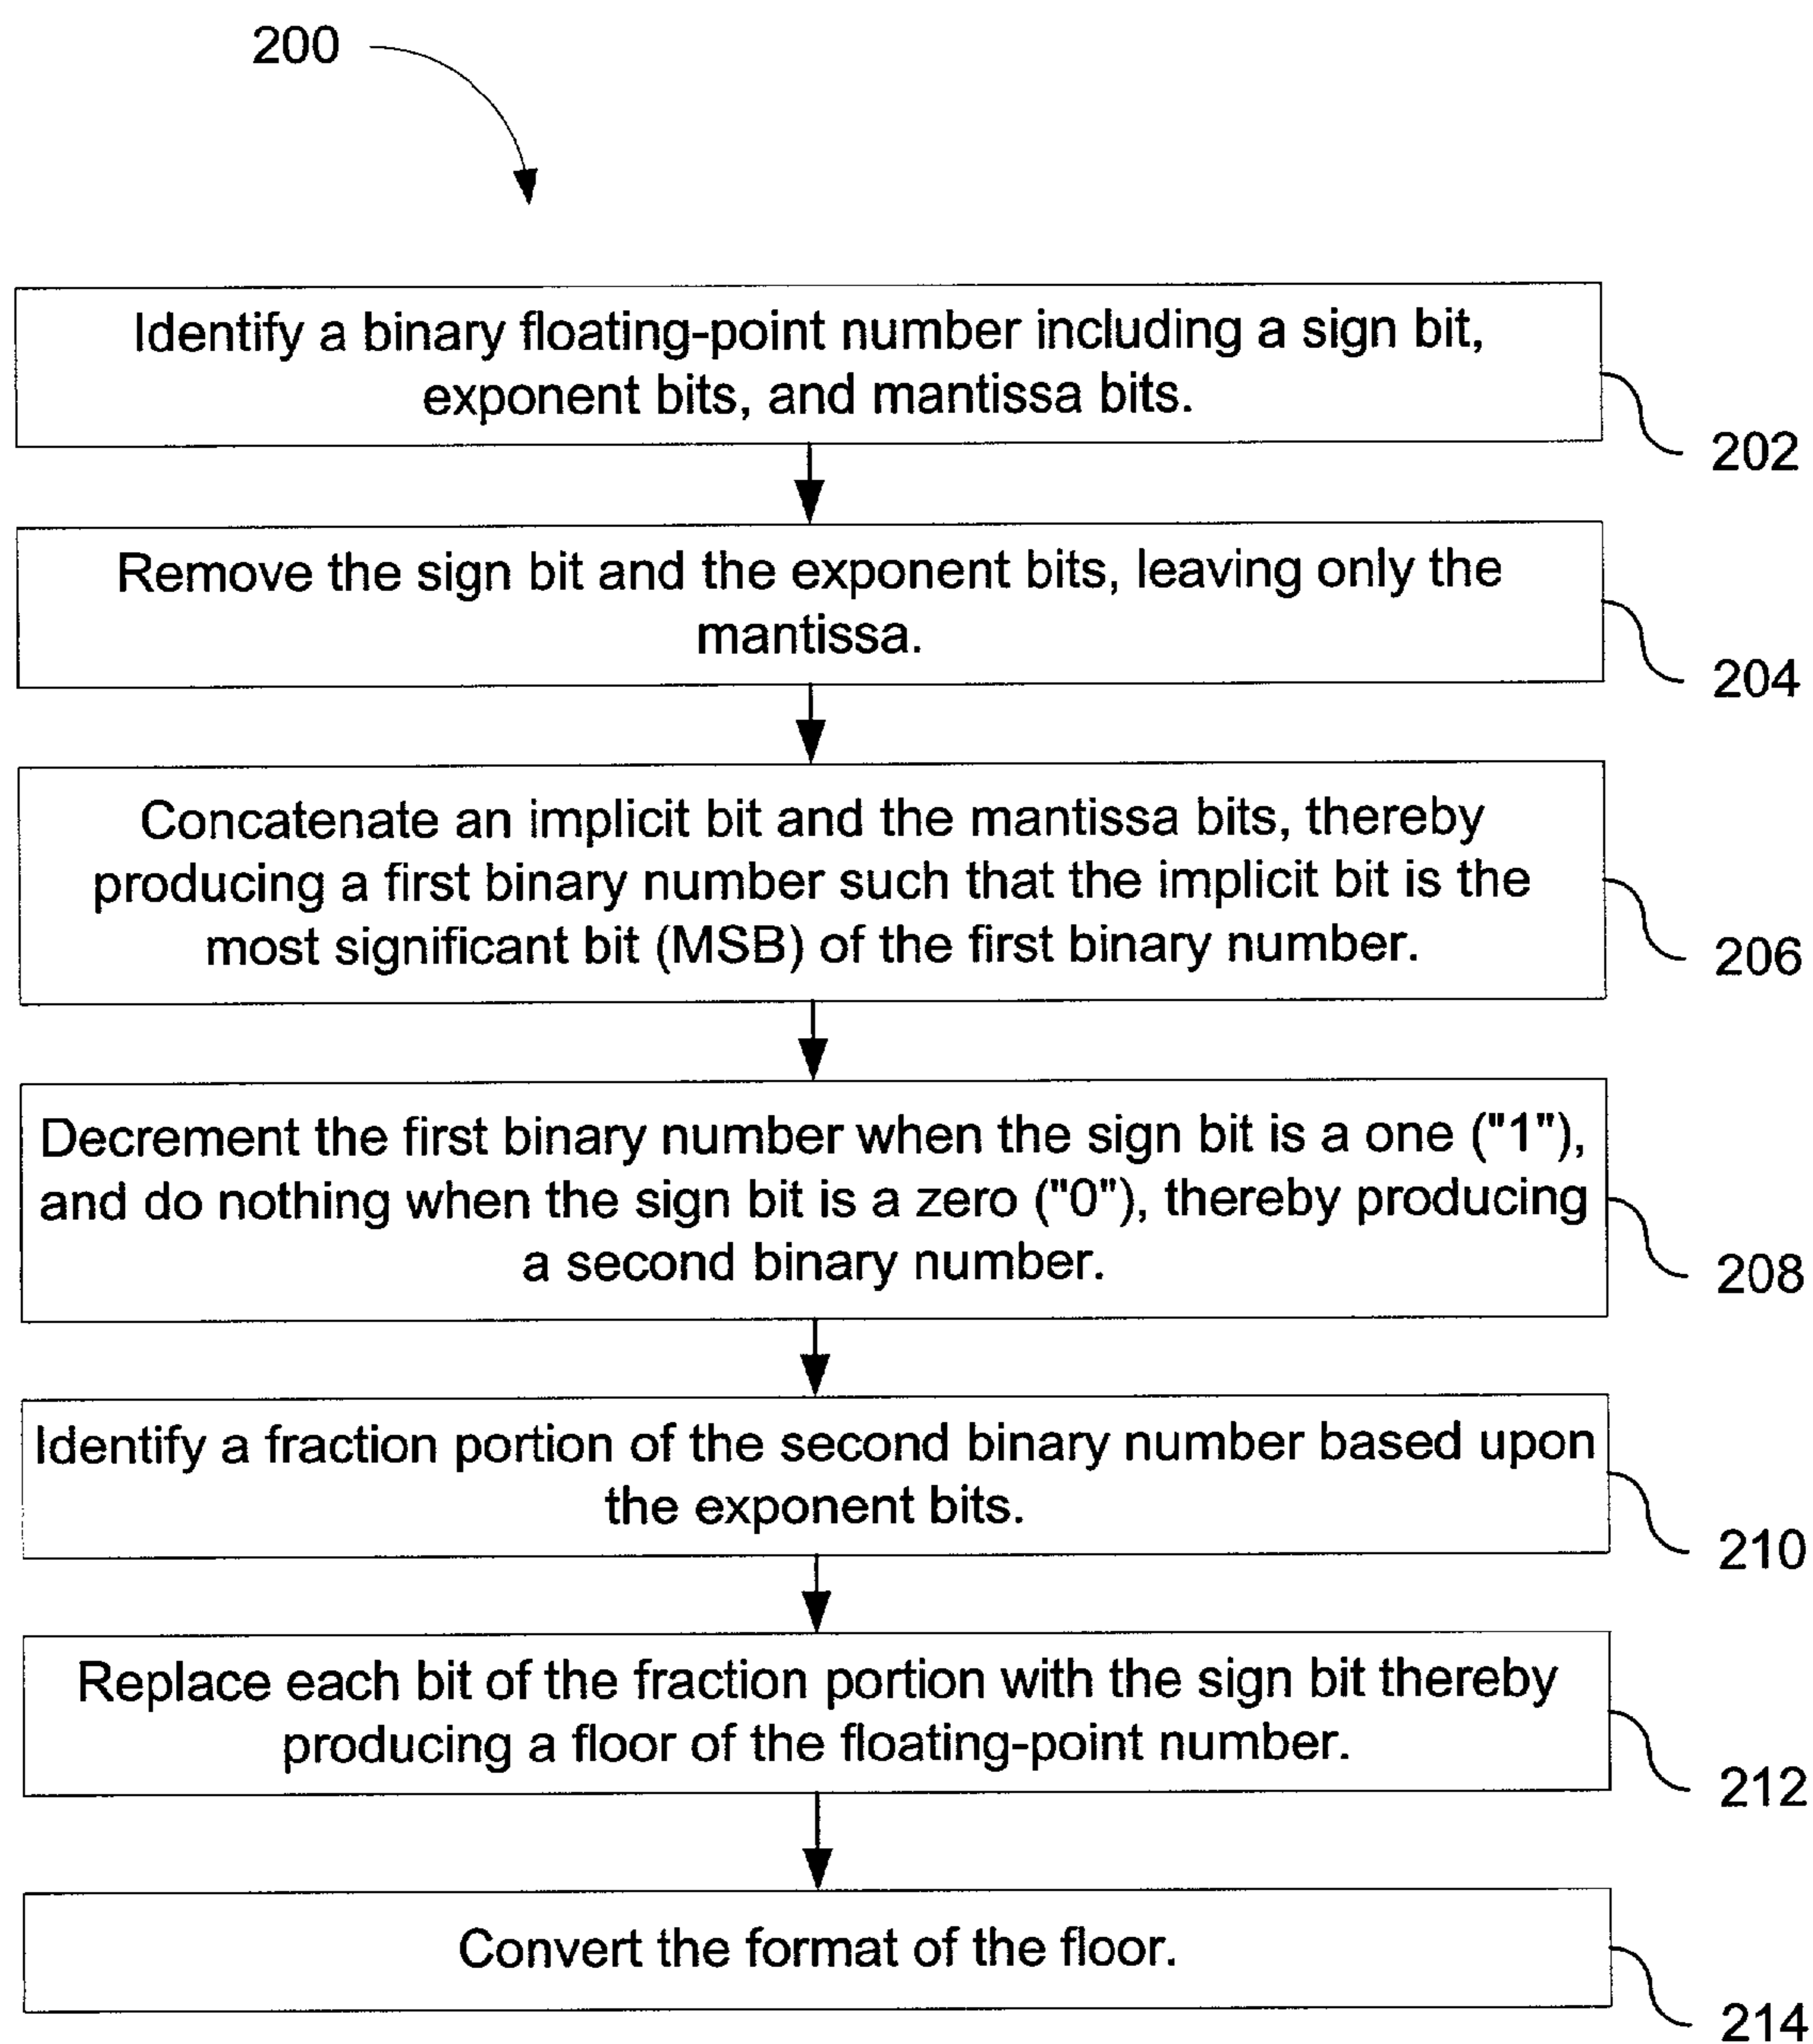 200
Identify a binary floating-point number including a sign bit,
exponent bits, and mantissa bits.
202
Remove the sign bit and the exponent bits, leaving only the
mantissa.
204
Concatenate an implicit bit and the mantissa bits, thereby
producing a first binary number such that the implicit bit is the
most significant bit (MSB) of the first binary number.
206
Decrement the first binary number when the sign bit is a one ("1"),
and do nothing when the sign bit is a zero ("0"), thereby producing
a second binary number.
208
Identify a fraction portion of the second binary number based upon
the exponent bits.
210
Replace each bit of the fraction portion with the sign bit thereby
producing a floor of the floating-point number.
212
Convert the format of the floor.
214